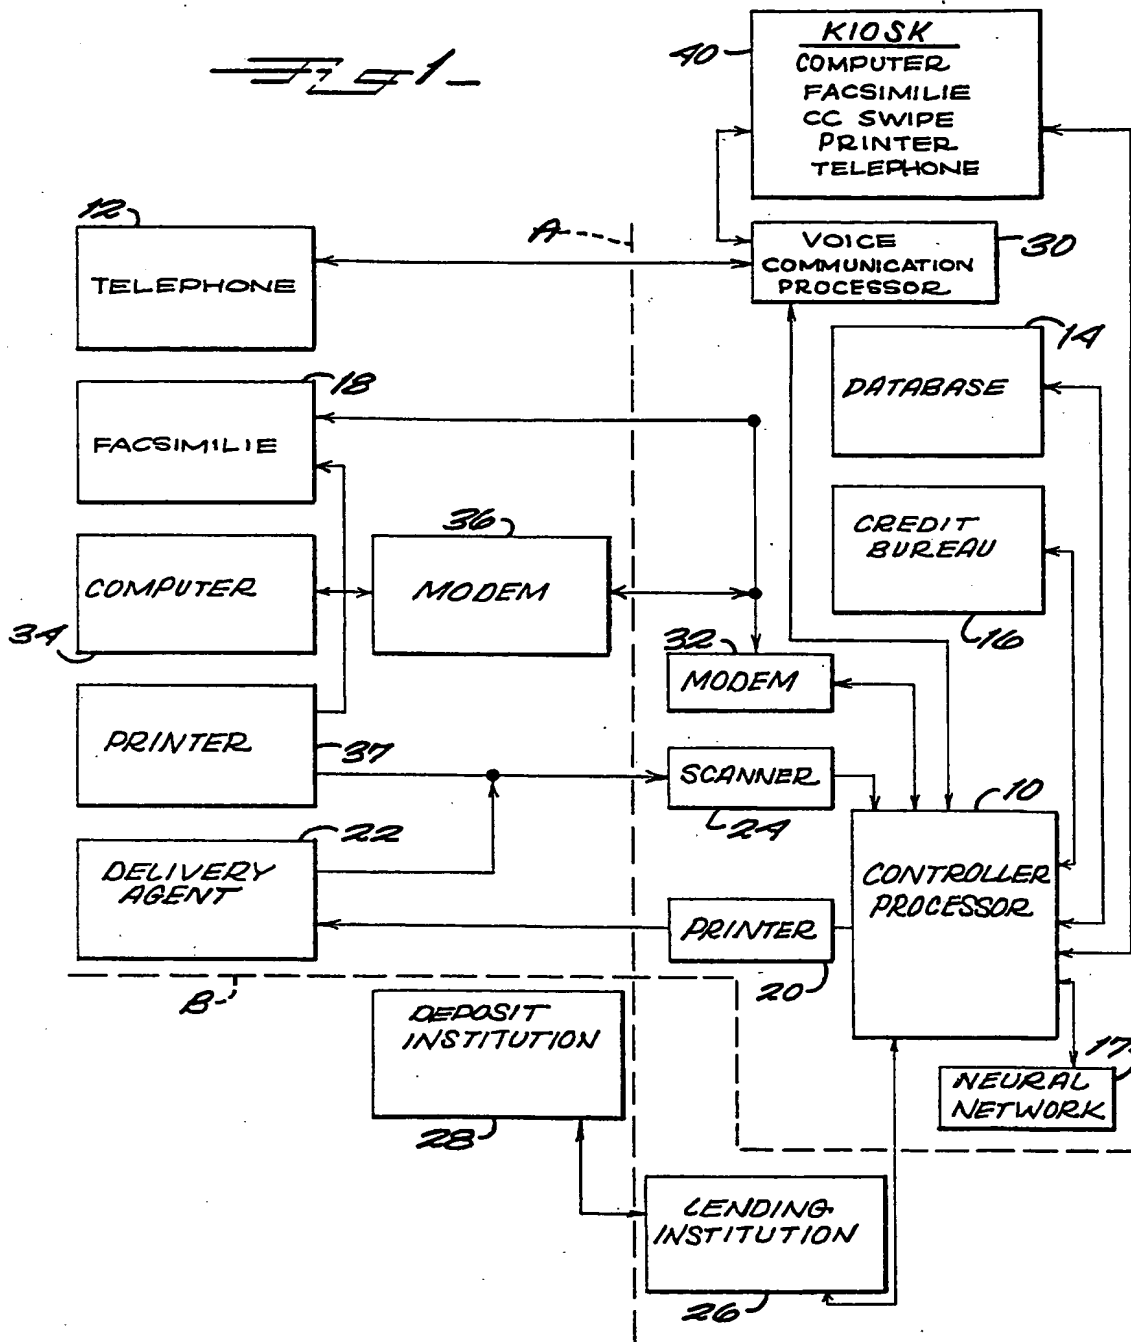 Fig 1
40
KIOSK
COMPUTER
FACSIMILIE
CC SWIPE
PRINTER
TELEPHONE
12
TELEPHONE
A
VOICE
COMMUNICATION
PROCESSOR
30
14
DATABASE
18
FACSIMILIE
36
MODEM
CREDIT
BUREAU
16
COMPUTER
34
32
MODEM
PRINTER
37
SCANNER
24
10
CONTROLLER
PROCESSOR
22
DELIVERY
AGENT
PRINTER
20
B
DEPOSIT
INSTITUTION
28
17
NEURAL
NETWORK
LENDING
INSTITUTION
26